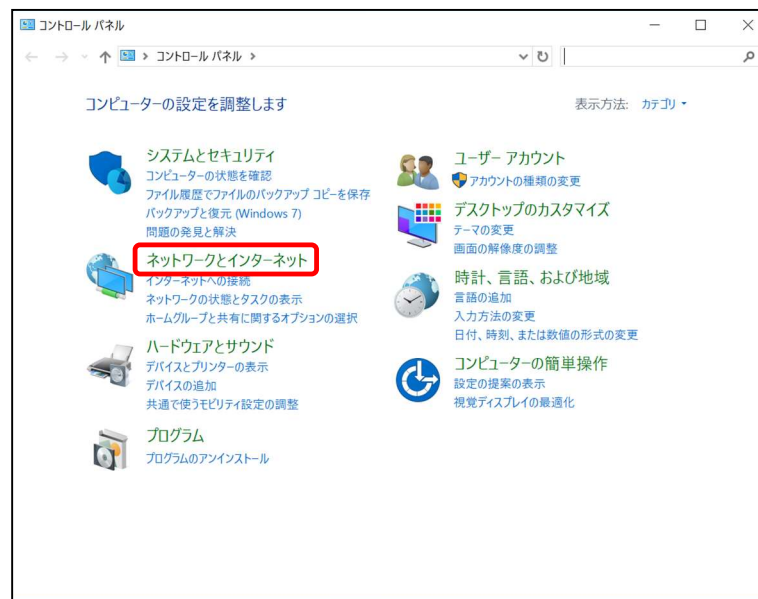 コントロール パネル
コントロール パネル
コンピューターの設定を調整します
表示方法: カテゴリ
システムとセキュリティ
コンピューターの状態を確認
ファイル履歴でファイルのバックアップ コピーを保存
バックアップと復元 (Windows 7)
問題の発見と解決
ネットワークとインターネット
インターネットへの接続
ネットワークの状態とタスクの表示
ホームグループと共有に関するオプションの選択
ハードウェアとサウンド
デバイスとプリンターの表示
デバイスの追加
共通で使うモビリティ設定の調整
プログラム
プログラムのアンインストール
ユーザー アカウント
アカウントの種類の変更
デスクトップのカスタマイズ
テーマの変更
画面の解像度の調整
時計、言語、および地域
言語の追加
入力方法の変更
日付、時刻、または数値の形式の変更
コンピューターの簡単操作
設定の提案の表示
視覚ディスプレイの最適化